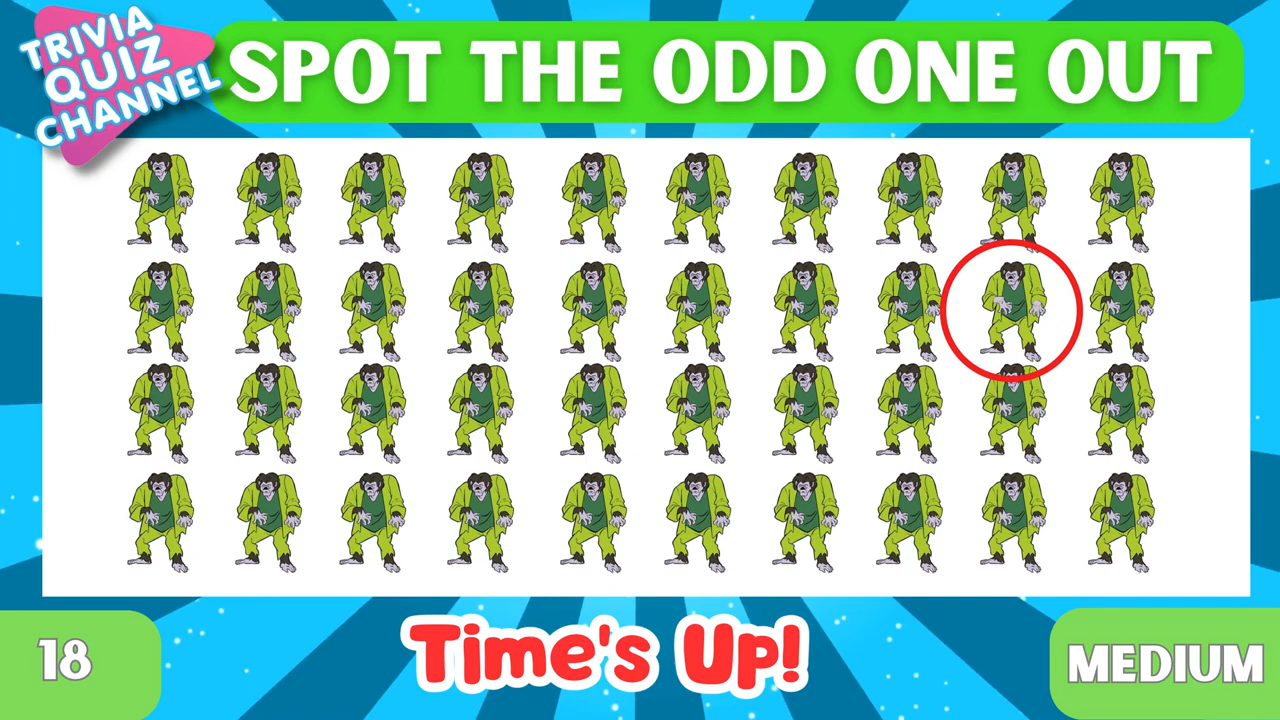 TRIVIA
QUIZ
CHANNEL
SPOT THE ODD ONE OUT
18
Time's Up!
MEDIUM